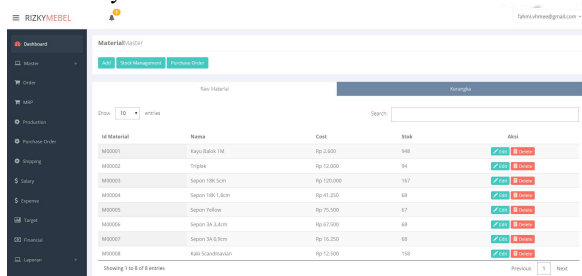 RIZKYMEBEL
fahmi.vhmee@gmail.com
Dashboard
Master
Order
MRP
Production
Purchase Order
Shipping
Salary
Expense
Target
Financial
Laporan
MaterialMaster
Add Stock Management Purchase Order
Raw Material Kerangka
Show 10 entries Search:
Id Material Nama Cost Stok Aksi
M00001 Kayu Balok 1M Rp 2.600 948 Edit Delete
M00002 Triplek Rp 12.000 94 Edit Delete
M00003 Sepon 18K 5cm Rp 120.000 167 Edit Delete
M00004 Sepon 18K 1,8cm Rp 41.250 68 Edit Delete
M00005 Sepon Yellow Rp 75.500 67 Edit Delete
M00006 Sepon 3A 3,4cm Rp 67.500 68 Edit Delete
M00007 Sepon 3A 0,9cm Rp 16.250 68 Edit Delete
M00008 Kaki Scandinavian Rp 12.500 158 Edit Delete
Showing 1 to 8 of 8 entries Previous 1 Next